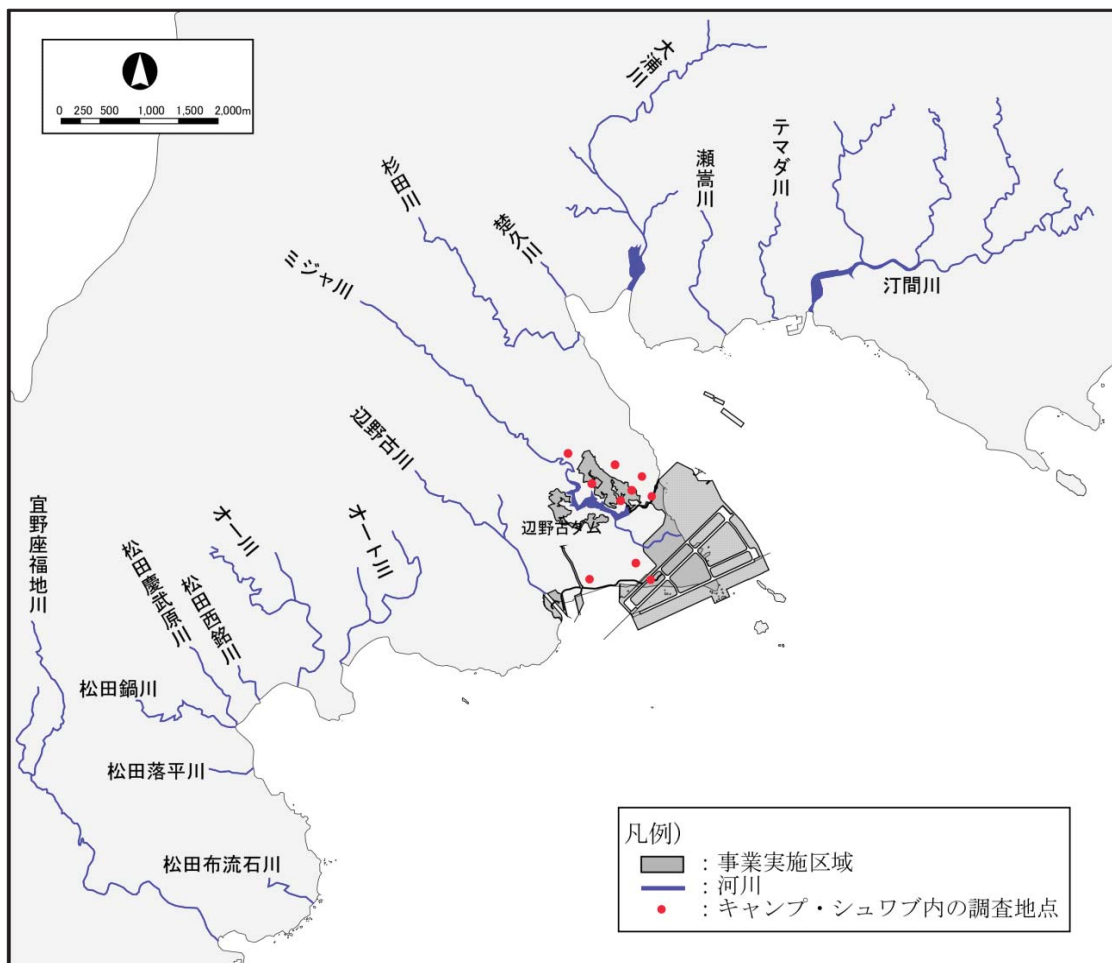 0 250 500 1,000 1,500 2,000m
大浦川
杉田川
楚久川
瀬嵩川
テマダ川
汀間川
ミジャ川
辺野古川
辺野古ダム
オート川
オー川
松田西銘川
松田慶武原川
宜野座福地川
松田鍋川
松田落平川
松田布流石川
凡例)
：事業実施区域
：河川
：キャンプ・シュワブ内の調査地点